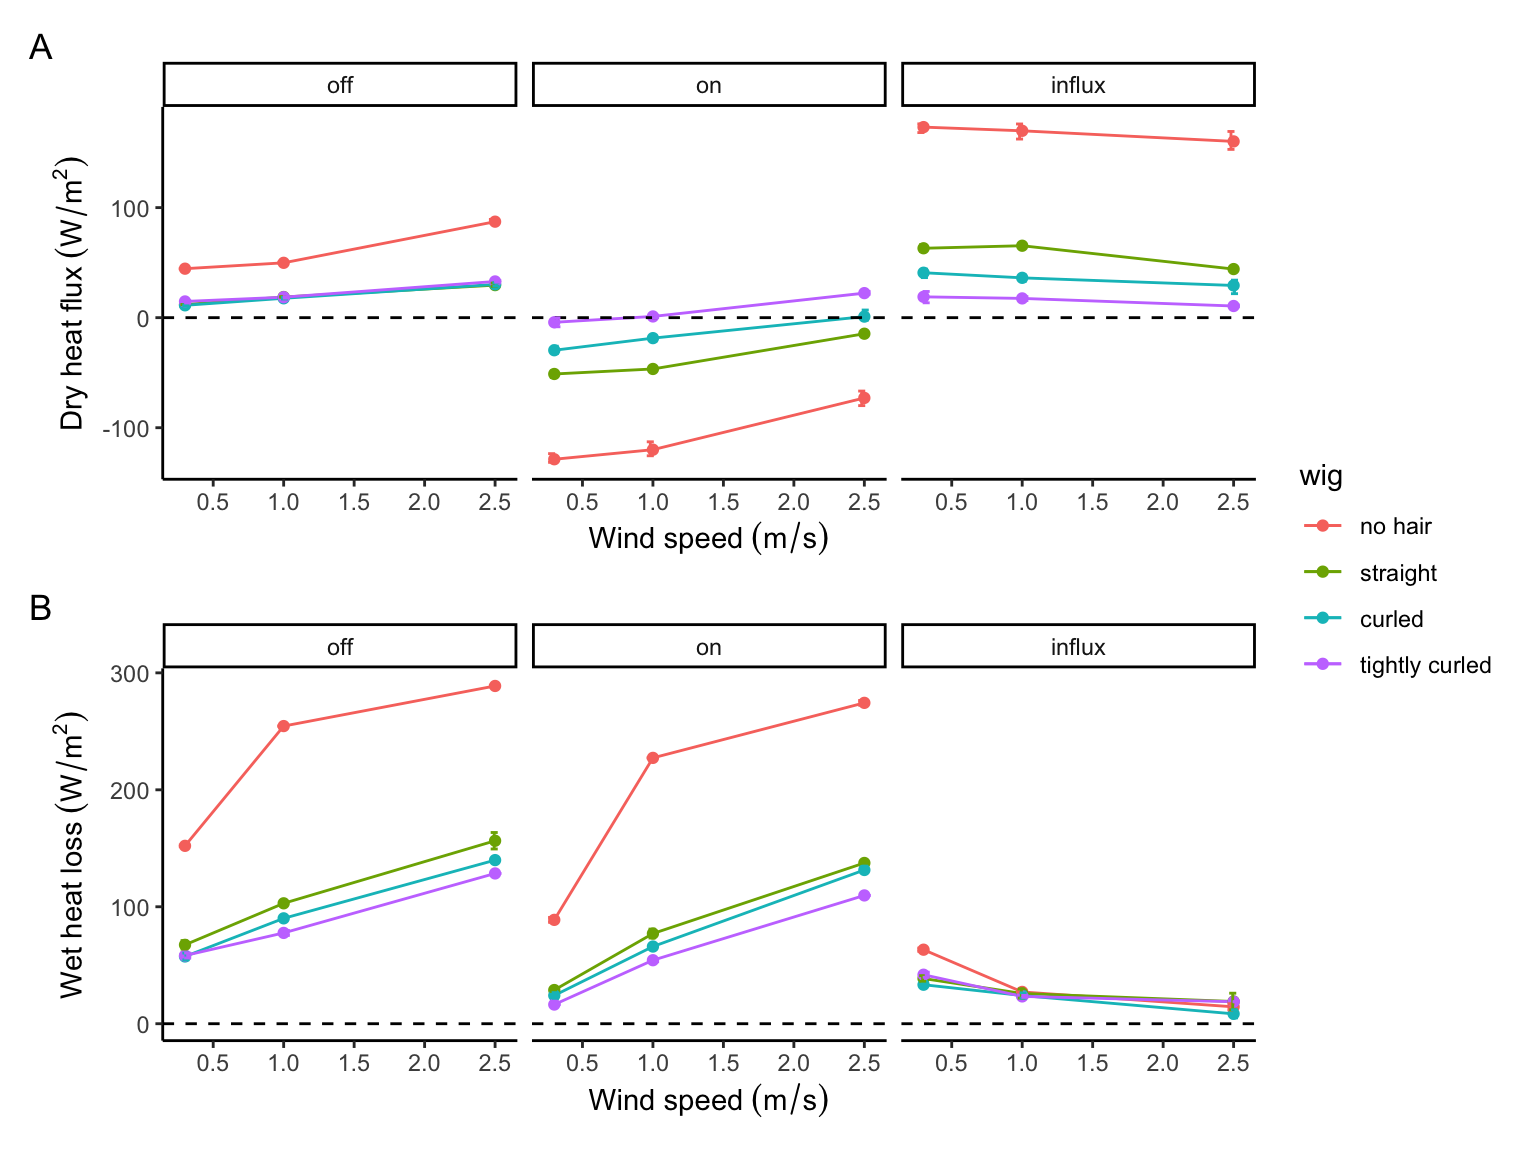 A
off on influx
Dry heat flux (W/m²)
100
0
-100
0.5 1.0 1.5 2.0 2.5 0.5 1.0 1.5 2.0 2.5 0.5 1.0 1.5 2.0 2.5
Wind speed (m/s)
wig
no hair
straight
curled
tightly curled
B
off on influx
Wet heat loss (W/m²)
300
200
100
0
0.5 1.0 1.5 2.0 2.5 0.5 1.0 1.5 2.0 2.5 0.5 1.0 1.5 2.0 2.5
Wind speed (m/s)